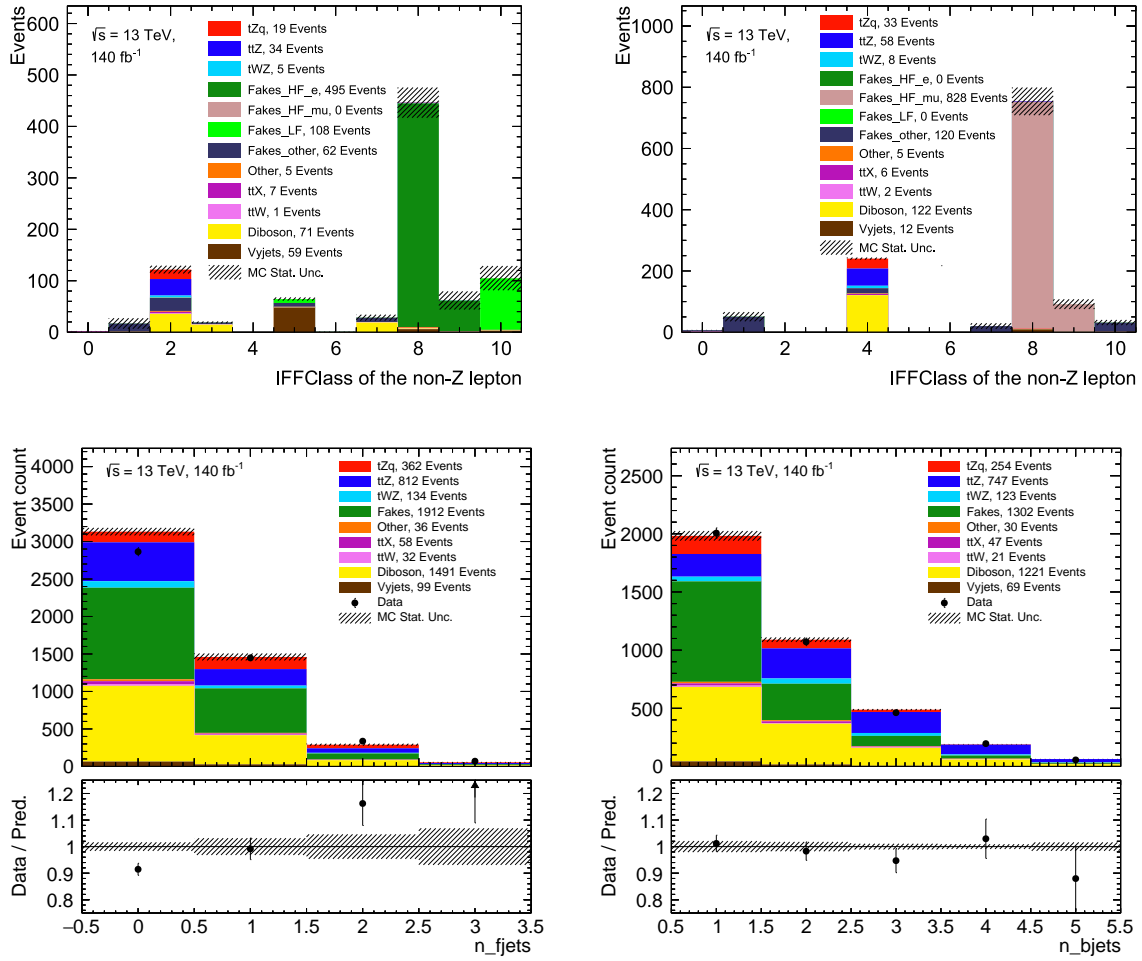 Events
600
500
400
300
200
100
0
√s = 13 TeV,
140 fb⁻¹
tZq, 19 Events
ttZ, 34 Events
tWZ, 5 Events
Fakes_HF_e, 495 Events
Fakes_HF_mu, 0 Events
Fakes_LF, 108 Events
Fakes_other, 62 Events
Other, 5 Events
ttX, 7 Events
ttW, 1 Events
Diboson, 71 Events
Vyjets, 59 Events
MC Stat. Unc.
0 2 4 6 8 10
IFFClass of the non-Z lepton
Events
1000
800
600
400
200
0
√s = 13 TeV,
140 fb⁻¹
tZq, 33 Events
ttZ, 58 Events
tWZ, 8 Events
Fakes_HF_e, 0 Events
Fakes_HF_mu, 828 Events
Fakes_LF, 0 Events
Fakes_other, 120 Events
Other, 5 Events
ttX, 6 Events
ttW, 2 Events
Diboson, 122 Events
Vyjets, 12 Events
MC Stat. Unc.
0 2 4 6 8 10
IFFClass of the non-Z lepton
Event count
4000
3500
3000
2500
2000
1500
1000
500
0
√s = 13 TeV, 140 fb⁻¹
tZq, 362 Events
ttZ, 812 Events
tWZ, 134 Events
Fakes, 1912 Events
Other, 36 Events
ttX, 58 Events
ttW, 32 Events
Diboson, 1491 Events
Vyjets, 99 Events
Data
MC Stat. Unc.
Data / Pred.
1.2
1.1
1
0.9
0.8
−0.5 0 0.5 1 1.5 2 2.5 3 3.5
n_fjets
Event count
2500
2000
1500
1000
500
0
√s = 13 TeV, 140 fb⁻¹
tZq, 254 Events
ttZ, 747 Events
tWZ, 123 Events
Fakes, 1302 Events
Other, 30 Events
ttX, 47 Events
ttW, 21 Events
Diboson, 1221 Events
Vyjets, 69 Events
Data
MC Stat. Unc.
Data / Pred.
1.2
1.1
1
0.9
0.8
0.5 1 1.5 2 2.5 3 3.5 4 4.5 5 5.5
n_bjets